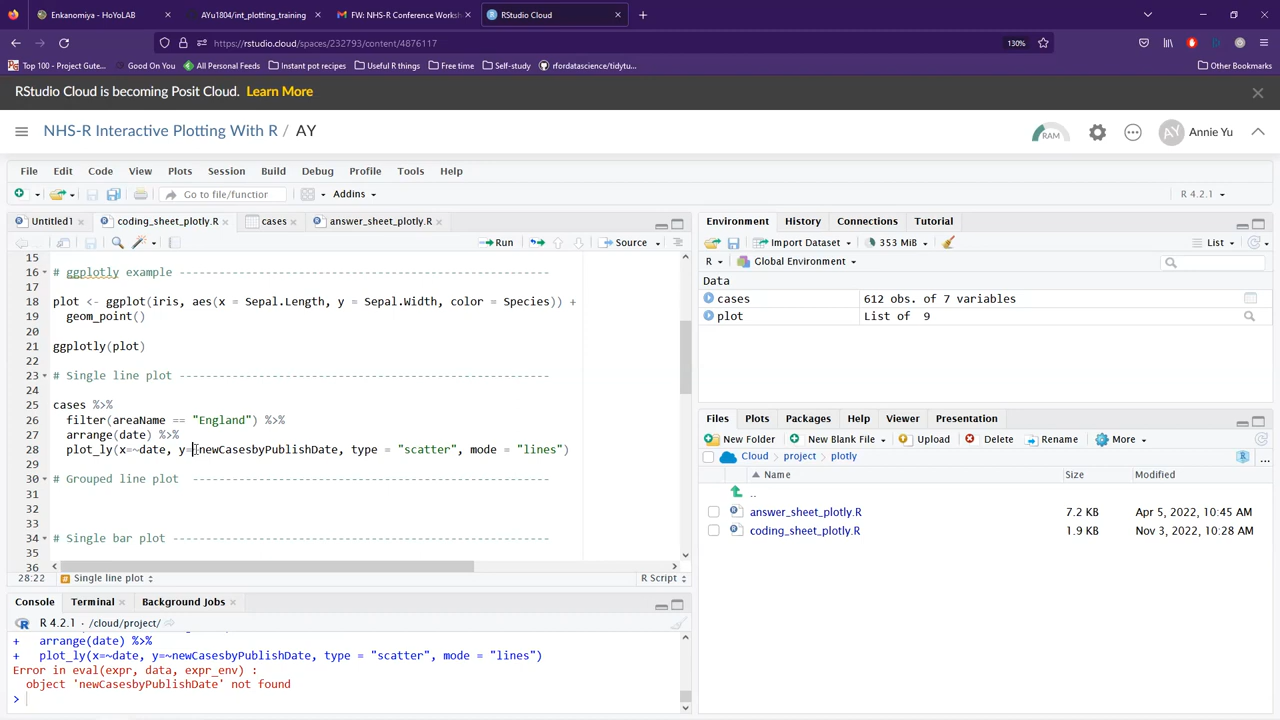 Enkanomiya - HoYoLAB
AYu1804/int_plotting_training
FW: NHS-R Conference Worksh
RStudio Cloud
https://rstudio.cloud/spaces/232793/content/4876117
130%
Top 100 - Project Gute...
Good On You
All Personal Feeds
Instant pot recipes
Useful R things
Free time
Self-study
rfordatascience/tidytu...
Other Bookmarks
RStudio Cloud is becoming Posit Cloud. Learn More
NHS-R Interactive Plotting With R / AY
RAM
AY
Annie Yu
File Edit Code View Plots Session Build Debug Profile Tools Help
Go to file/function
Addins
R 4.2.1
Untitled1
coding_sheet_plotly.R
cases
answer_sheet_plotly.R
Run
Source
15
16 # ggplotly example ---------------------------------------------------------
17
18 plot <- ggplot(iris, aes(x = Sepal.Length, y = Sepal.Width, color = Species)) +
19 geom_point()
20
21 ggplotly(plot)
22
23 # Single line plot ---------------------------------------------------------
24
25 cases %>%
26 filter(areaName == "England") %>%
27 arrange(date) %>%
28 plot_ly(x=~date, y=~newCasesbyPublishDate, type = "scatter", mode = "lines")
29
30 # Grouped line plot -------------------------------------------------------
31
32
33
34 # Single bar plot ----------------------------------------------------------
35
36
28:22
Single line plot
R Script
Console Terminal Background Jobs
R 4.2.1 · /cloud/project/
+ arrange(date) %>%
+ plot_ly(x=~date, y=~newCasesbyPublishDate, type = "scatter", mode = "lines")
Error in eval(expr, data, expr_env) :
object 'newCasesbyPublishDate' not found
>
Environment History Connections Tutorial
Import Dataset
353 MiB
List
R
Global Environment
Data
cases 612 obs. of 7 variables
plot List of 9
Files Plots Packages Help Viewer Presentation
New Folder New Blank File Upload Delete Rename More
Cloud project plotly
...
Name Size Modified
..
answer_sheet_plotly.R 7.2 KB Apr 5, 2022, 10:45 AM
coding_sheet_plotly.R 1.9 KB Nov 3, 2022, 10:28 AM